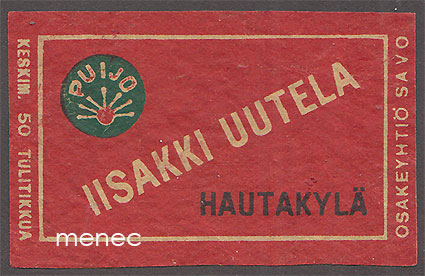 KESKIM. 50 TULITIKKUA
PUIJO
IISAKKI UUTELA
HAUTAKYLÄ
OSAKEYHTIÖ SAVO
menec